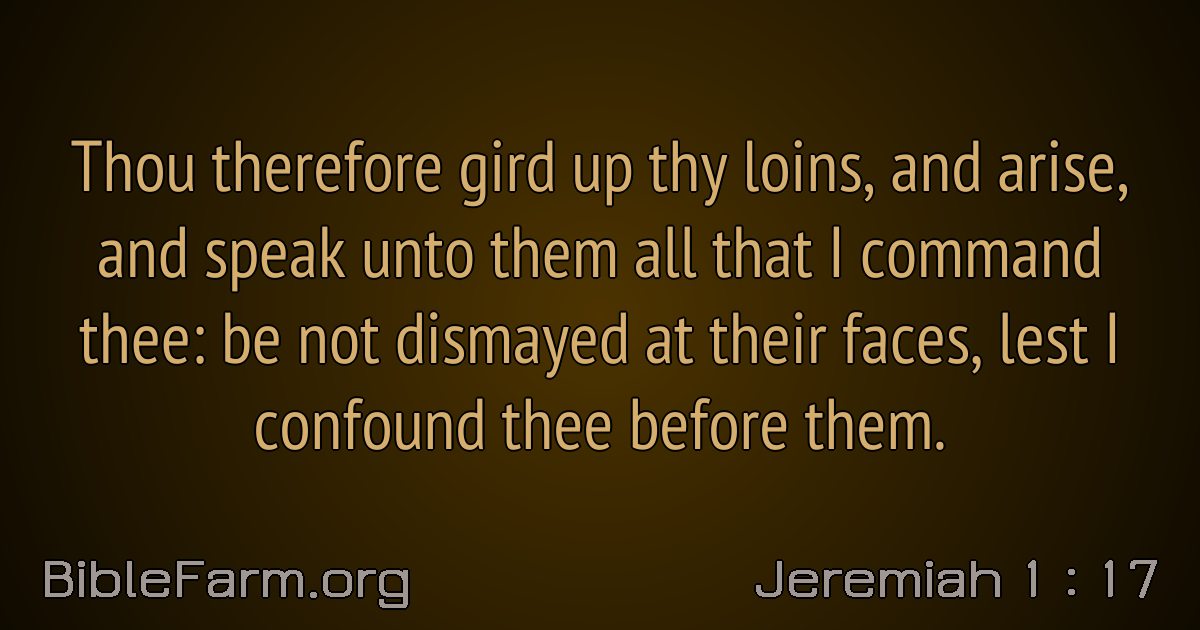 Thou therefore gird up thy loins, and arise,
and speak unto them all that I command
thee: be not dismayed at their faces, lest I
confound thee before them.
BibleFarm.org
Jeremiah 1 : 17